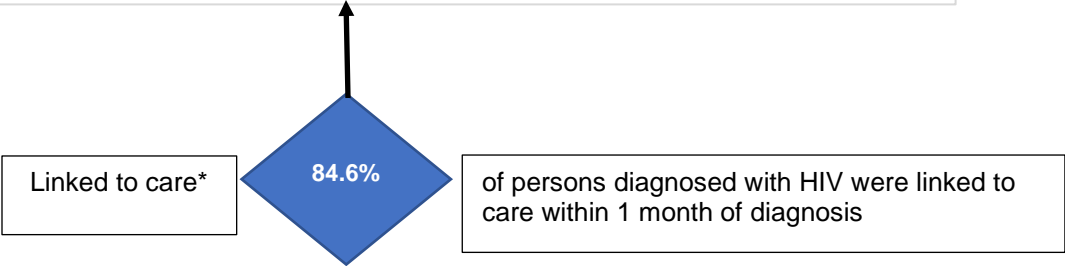 Linked to care*
84.6%
of persons diagnosed with HIV were linked to
care within 1 month of diagnosis